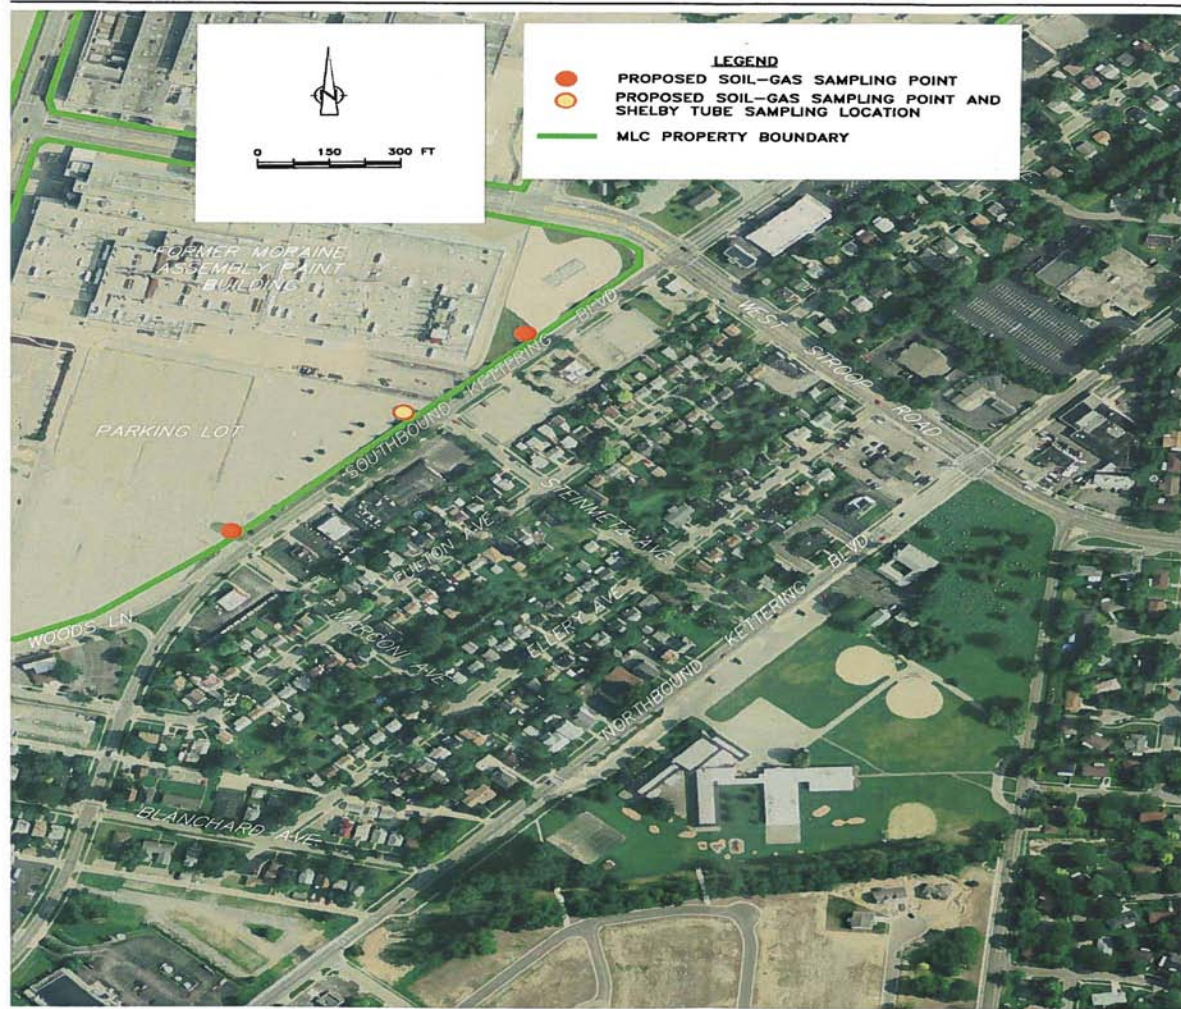 N
0 150 300 FT
LEGEND
PROPOSED SOIL-GAS SAMPLING POINT
PROPOSED SOIL-GAS SAMPLING POINT AND
SHELBY TUBE SAMPLING LOCATION
MLC PROPERTY BOUNDARY
FORMER MORAINE
ASSEMBLY PAINT
BUILDING
PARKING LOT
SOUTHBOUND KETTERING BLVD
WEST STROOP ROAD
STEINMETZ AVE
FULTON AVE
MARCON AVE
ELLERY AVE
WOODS LN
NORTHBOUND KETTERING BLVD
BLANCHARD AVE